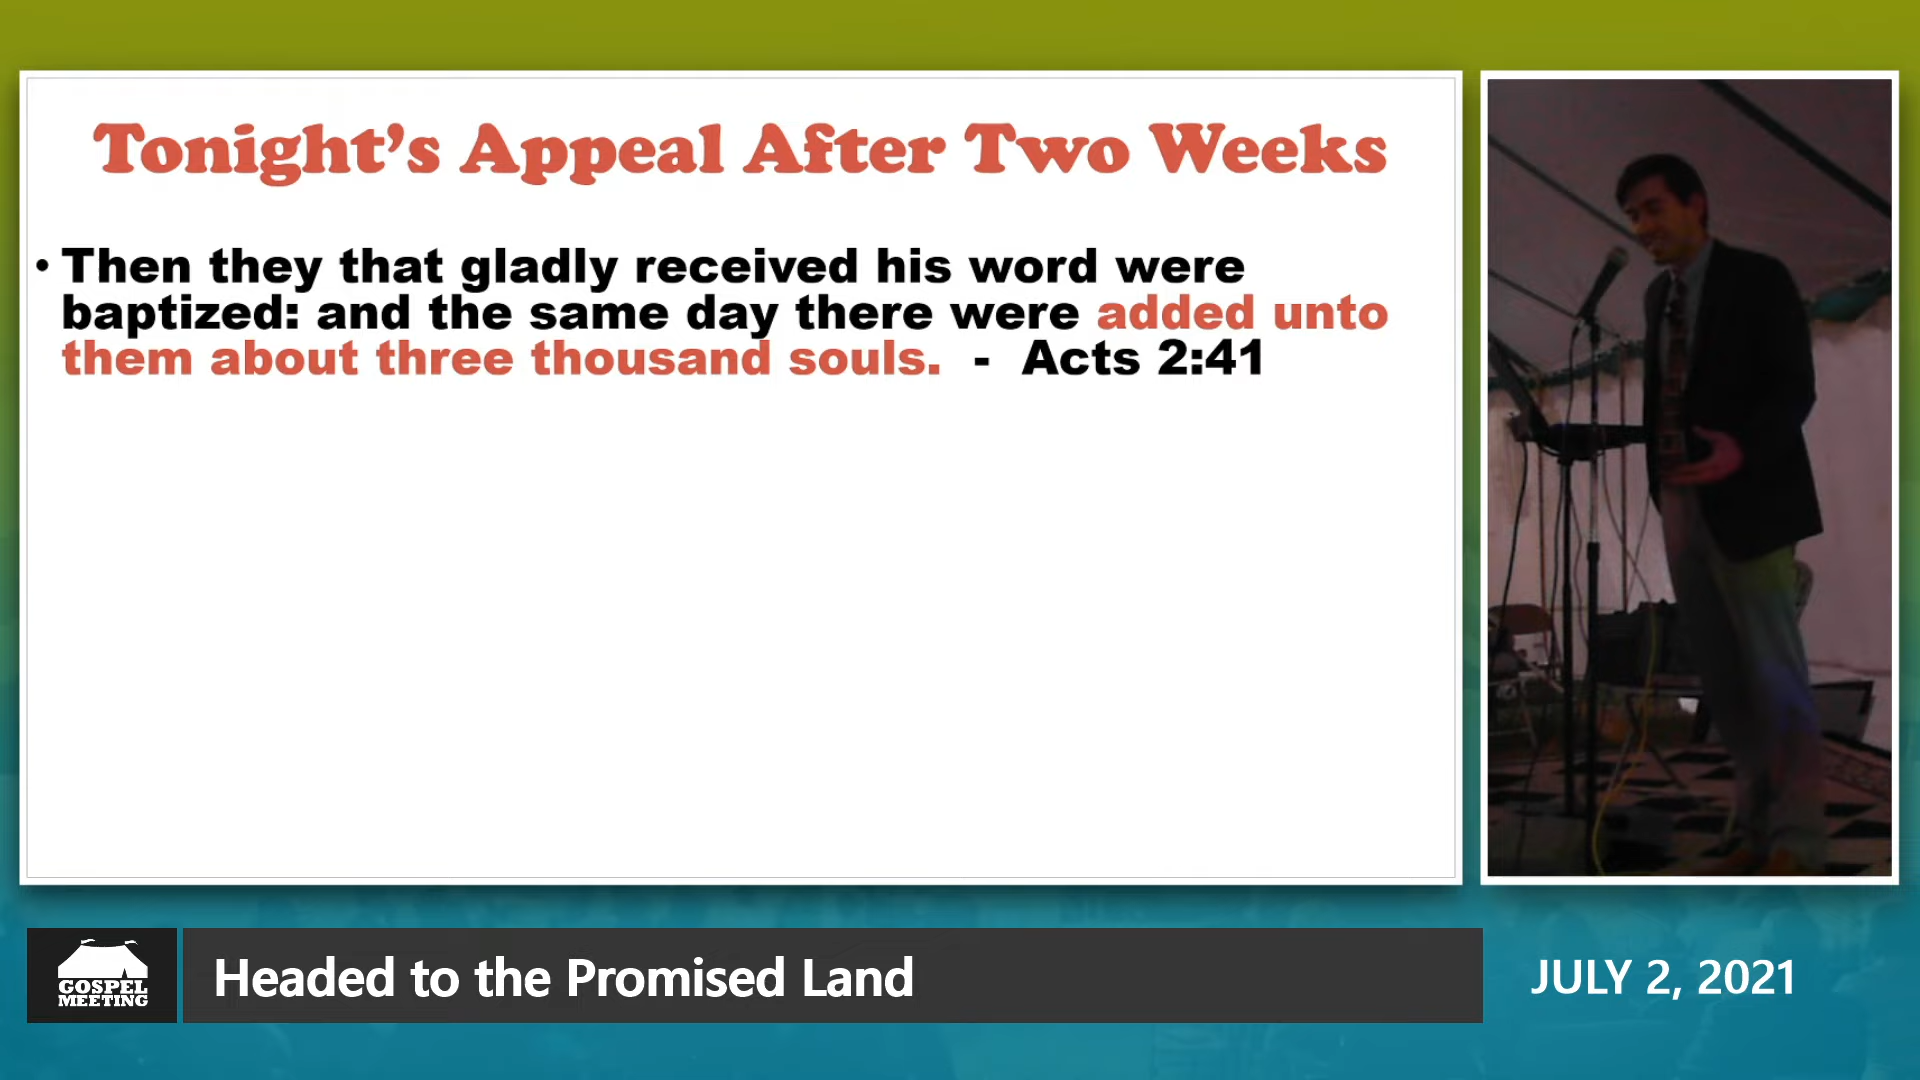 Tonight’s Appeal After Two Weeks
• Then they that gladly received his word were
baptized: and the same day there were added unto
them about three thousand souls. - Acts 2:41
GOSPEL
MEETING
Headed to the Promised Land
JULY 2, 2021